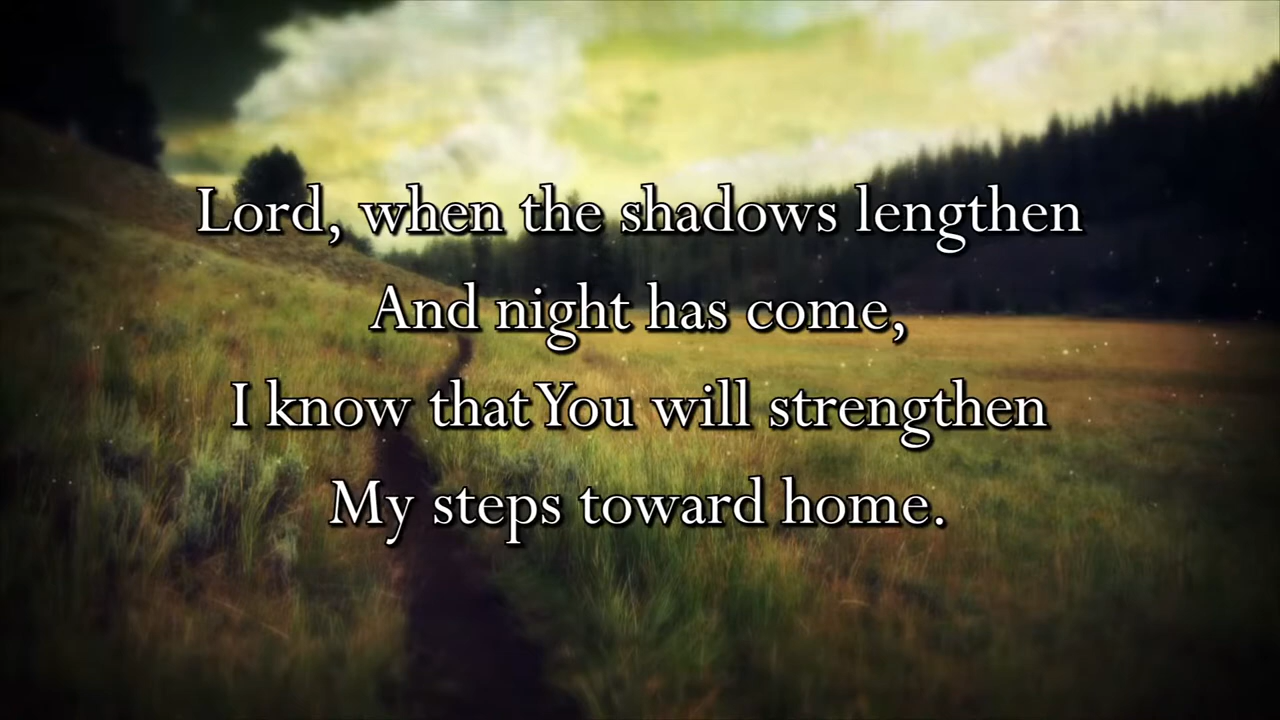 Lord, when the shadows lengthen
And night has come,
I know that You will strengthen
My steps toward home.